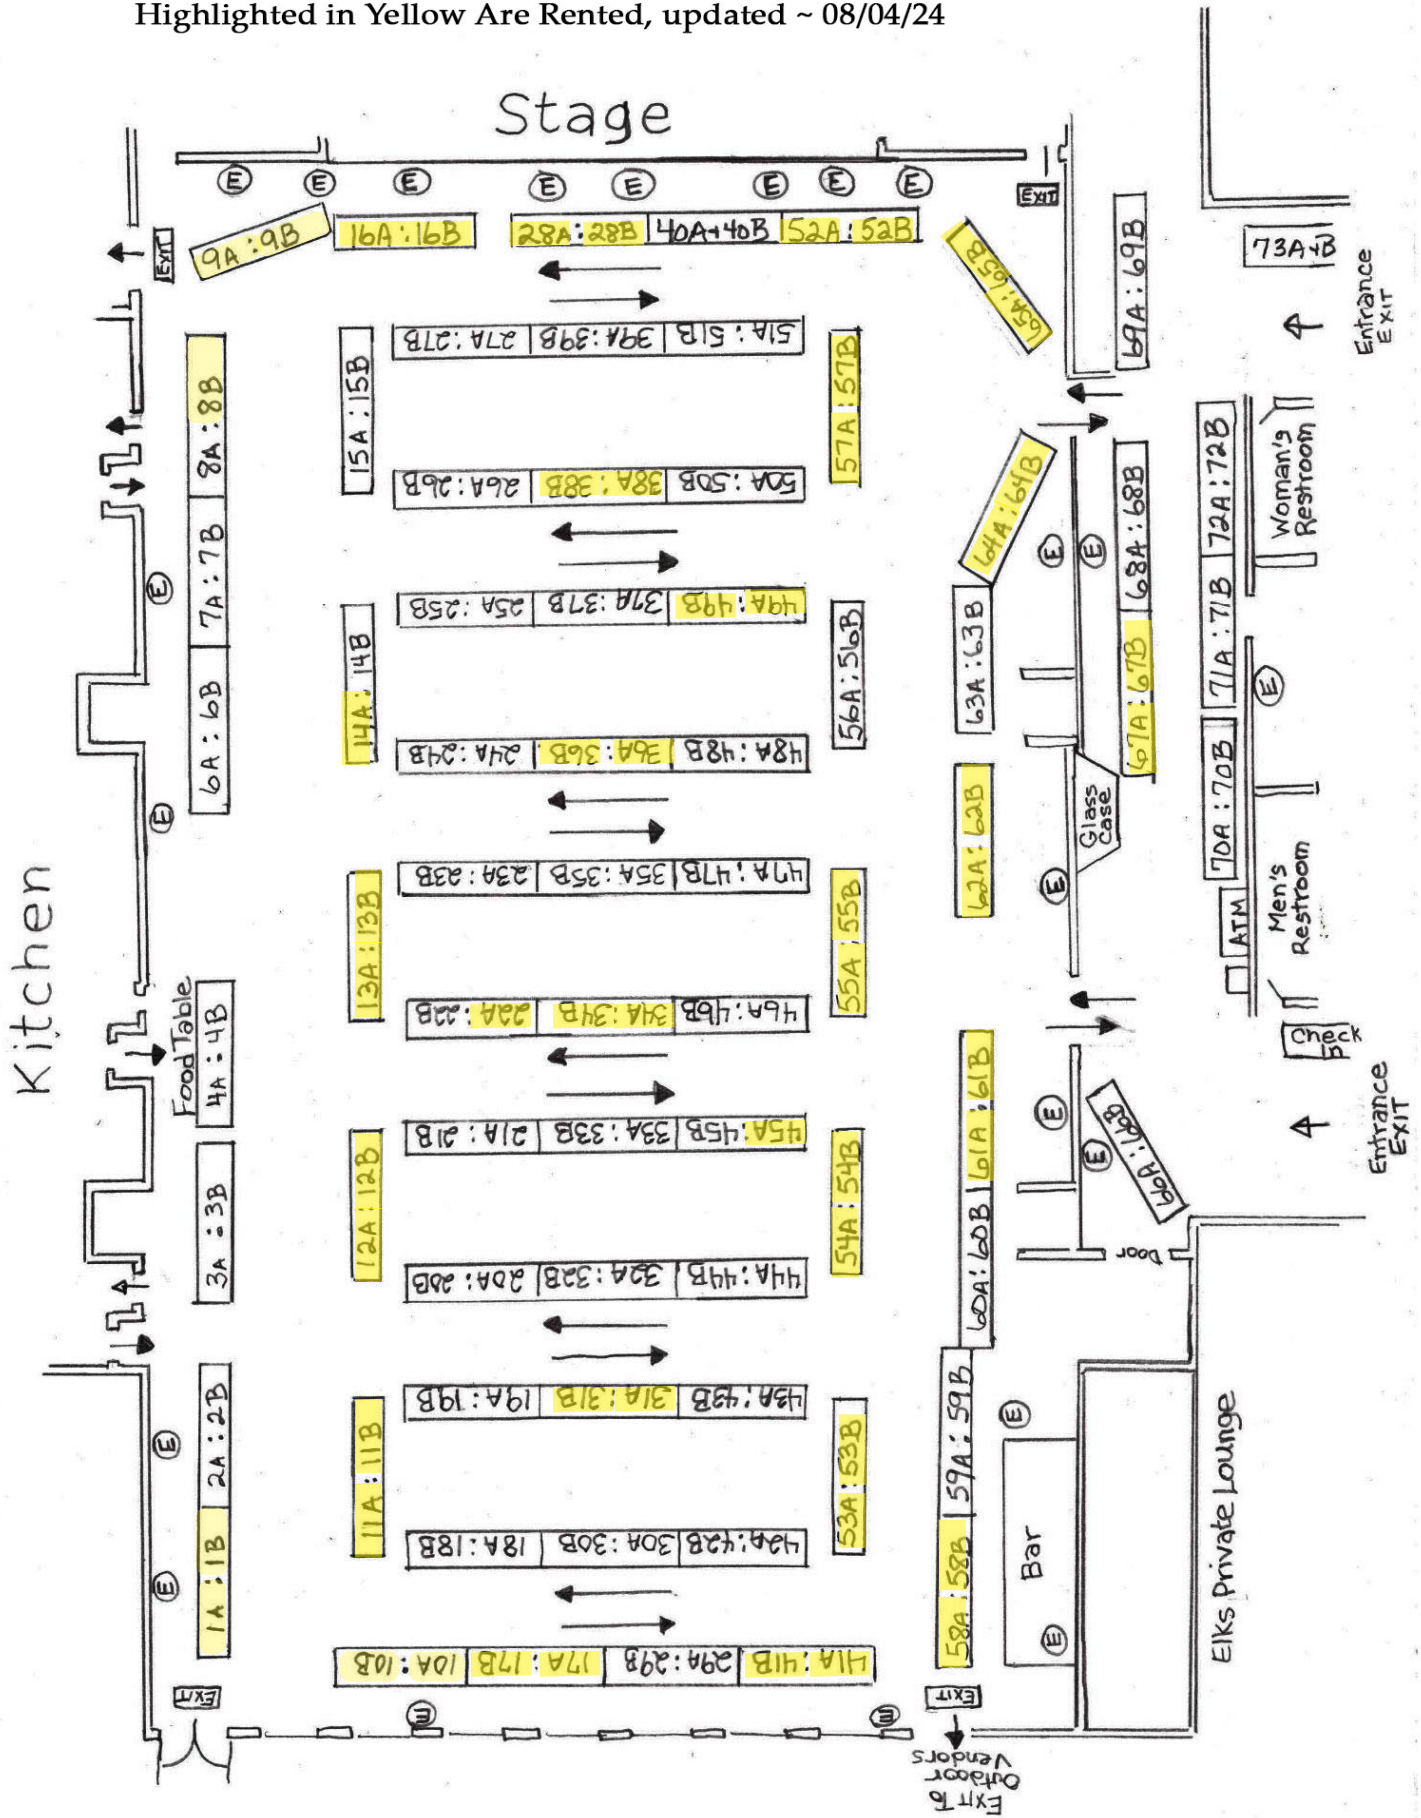 Highlighted in Yellow Are Rented, updated ~ 08/04/24
Stage
E E E E E E E E
EXIT
9A : 9B
16A : 16B
28A : 28B
40A + 40B
52A : 52B
EXIT
65A : 65B
69A : 69B
73A + B
Entrance
EXIT
8A : 8B
15A : 15B
27A : 27B
39A : 39B
51A : 51B
57A : 57B
26A : 26B
38A : 38B
50A : 50B
64A : 64B
68A : 68B
72A : 72B
Woman's
Restroom
7A : 7B
E
E
E
25A : 25B
37A : 37B
49A : 49B
14A : 14B
56A : 56B
63A : 63B
67A : 67B
71A : 71B
E
6A : 6B
24A : 24B
36A : 36B
48A : 48B
E
62A : 62B
Glass
case
70A : 70B
Kitchen
13A : 13B
23A : 23B
35A : 35B
47A : 47B
55A : 55B
E
ATM
Men's
Restroom
Food Table
4A : 4B
22A : 22B
34A : 34B
46A : 46B
Check
61A : 61B
E
E
66A : 66B
Entrance
EXIT
3A : 3B
12A : 12B
21A : 21B
33A : 33B
45A : 45B
54A : 54B
60A : 60B
Door
20A : 20B
32A : 32B
44A : 44B
2A : 2B
E
11A : 11B
19A : 19B
31A : 31B
43A : 43B
53A : 53B
59A : 59B
E
Elks Private Lounge
1A : 1B
E
18A : 18B
30A : 30B
42A : 42B
58A : 58B
Bar
E
10A : 10B
17A : 17B
29A : 29B
41A : 41B
EXIT
E
E
EXIT
EXIT To
Outdoor
Vendors